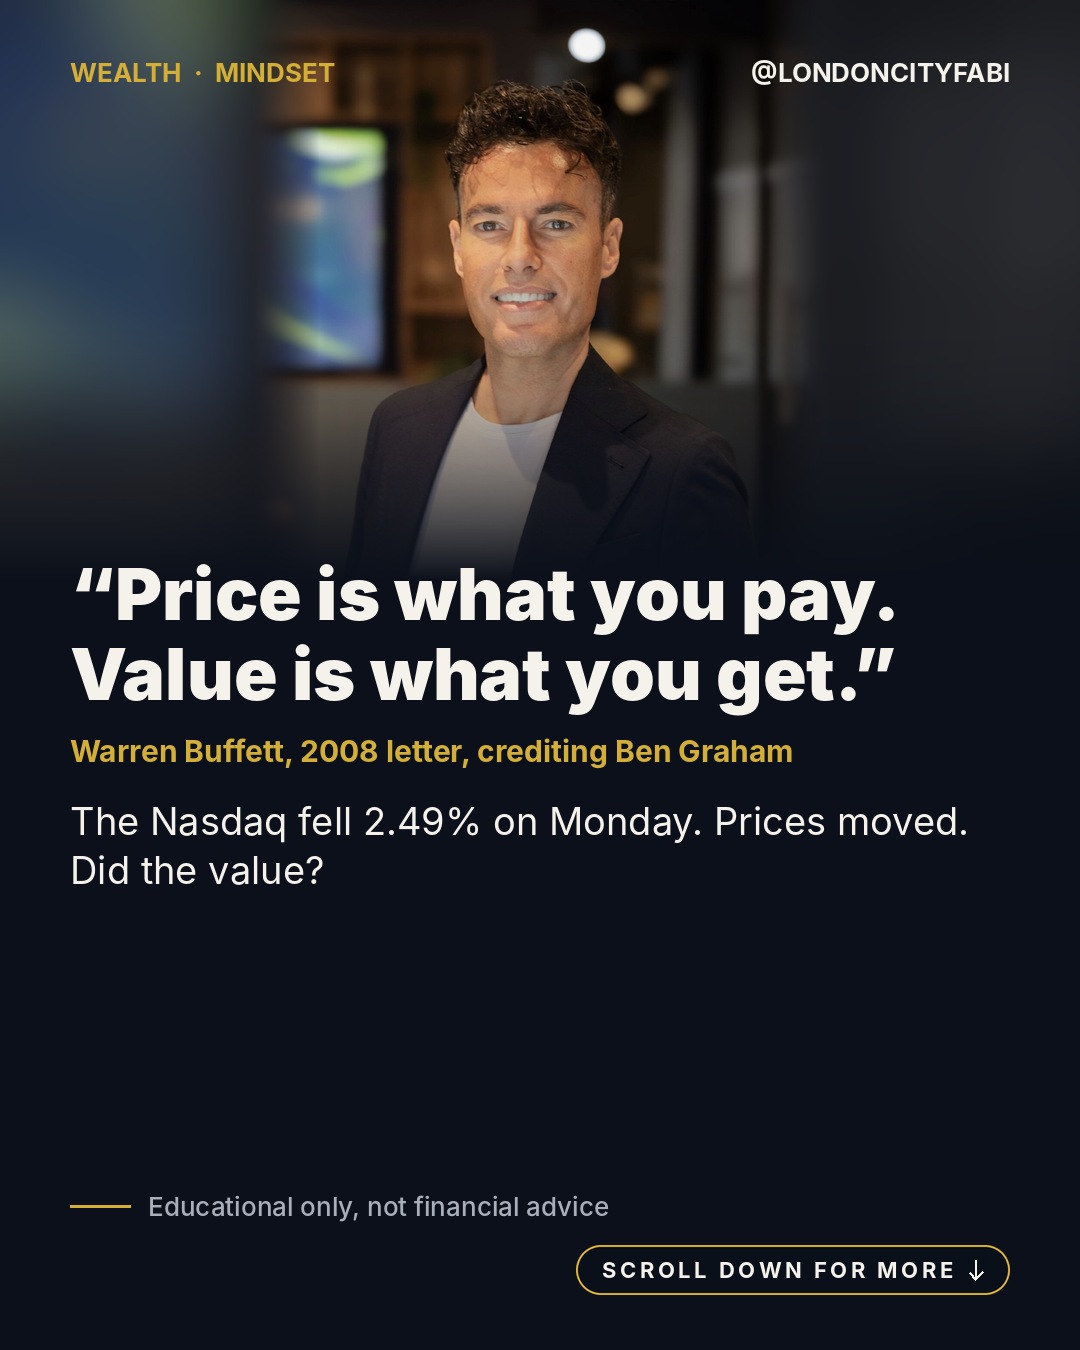 WEALTH · MINDSET
@LONDONCITYFABI
“Price is what you pay.
Value is what you get.”
Warren Buffett, 2008 letter, crediting Ben Graham
The Nasdaq fell 2.49% on Monday. Prices moved.
Did the value?
Educational only, not financial advice
SCROLL DOWN FOR MORE ↓